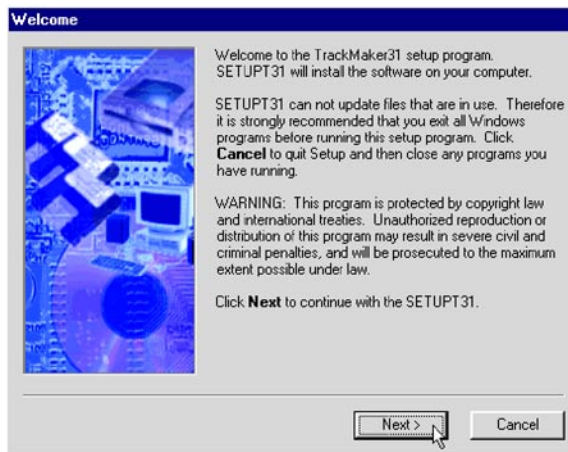 Welcome
Welcome to the TrackMaker31 setup program.
SETUPT31 will install the software on your computer.
SETUPT31 can not update files that are in use. Therefore
it is strongly recommended that you exit all Windows
programs before running this setup program. Click
Cancel to quit Setup and then close any programs you
have running.
WARNING: This program is protected by copyright law
and international treaties. Unauthorized reproduction or
distribution of this program may result in severe civil and
criminal penalties, and will be prosecuted to the maximum
extent possible under law.
Click Next to continue with the SETUPT31.
Next >
Cancel